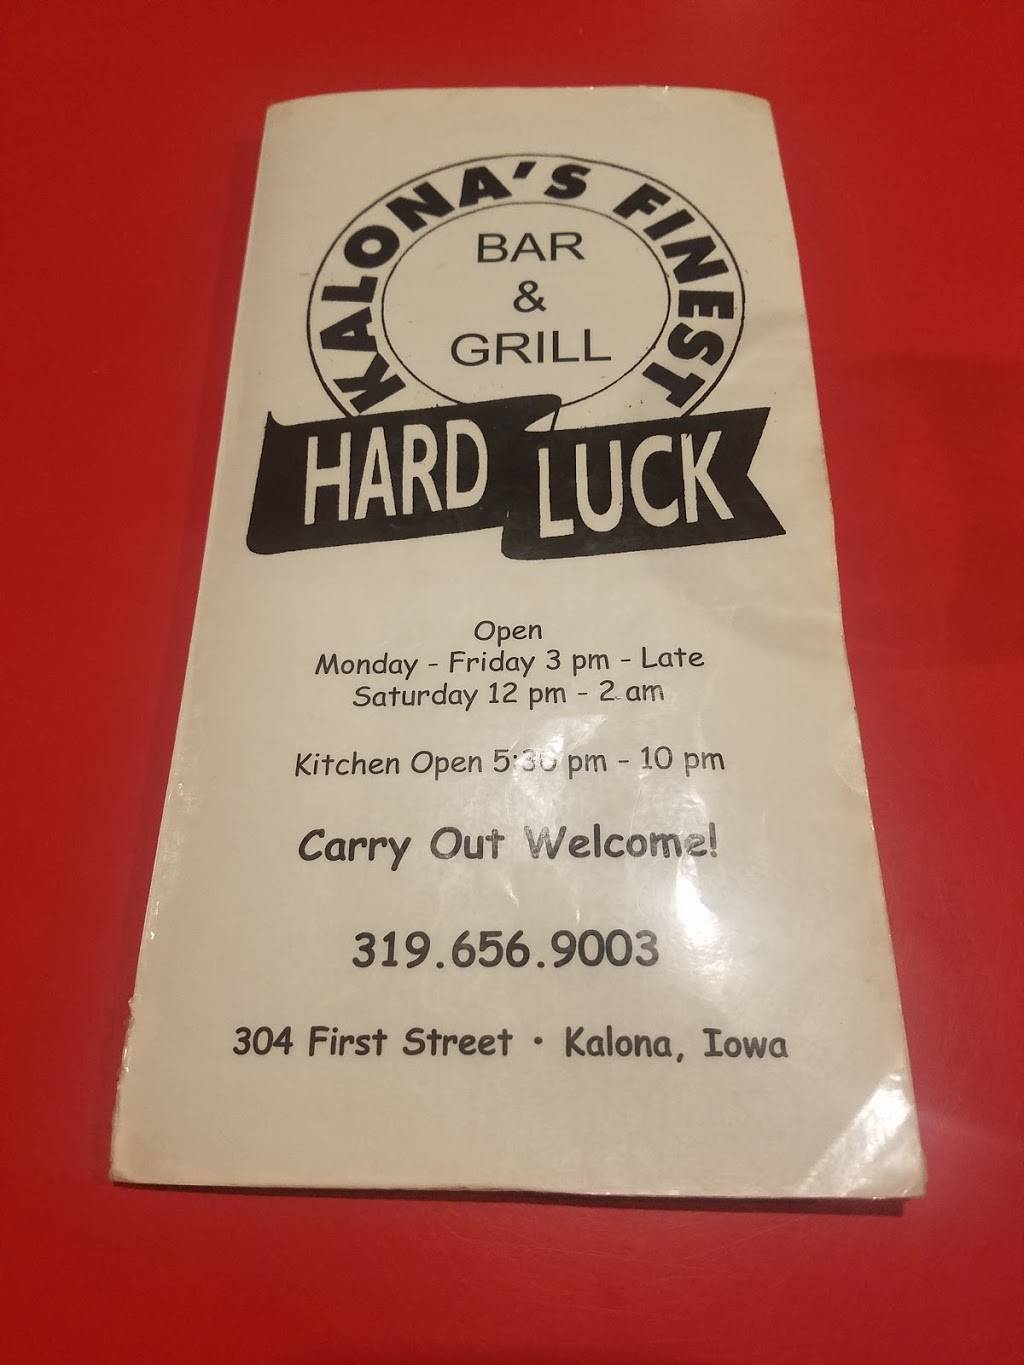 KALONA'S FINEST
BAR
&
GRILL
HARD LUCK
Open
Monday - Friday 3 pm - Late
Saturday 12 pm - 2 am
Kitchen Open 5:30 pm - 10 pm
Carry Out Welcome!
319.656.9003
304 First Street • Kalona, Iowa